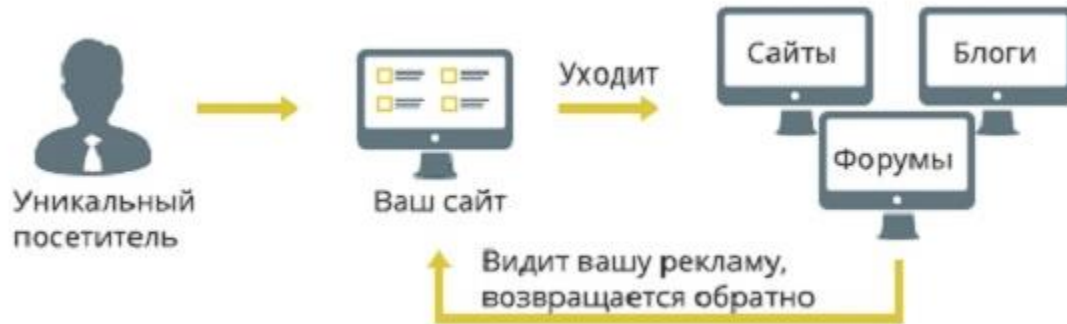 Уникальный
посетитель
Ваш сайт
Уходит
Сайты
Блоги
Форумы
Видит вашу рекламу,
возвращается обратно